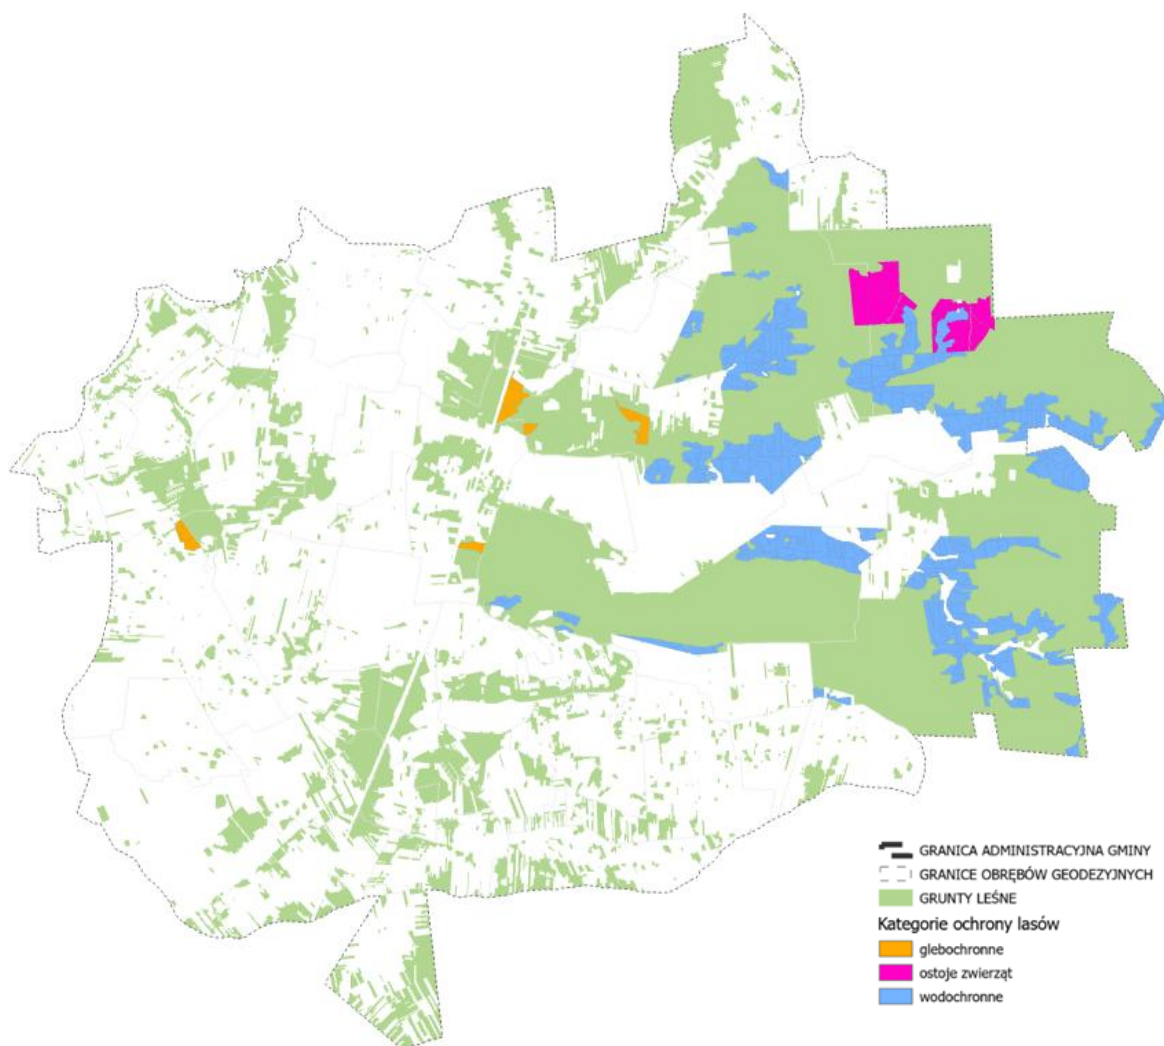 GRANICA ADMINISTRACYJNA GMINY
GRANICE OBRĘBÓW GEODEZYJNYCH
GRUNTY LEŚNE
Kategorie ochrony lasów
glebochronne
ostoje zwierząt
wodochronne